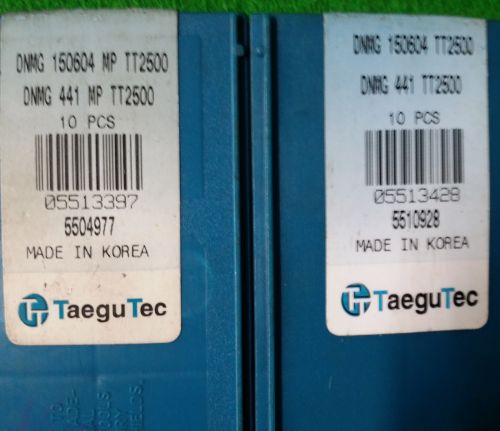 DNMG 150604 MP TT2500
DNMG 441 MP TT2500
10 PCS
05513397
5504977
MADE IN KOREA
TaeguTec
DNMG 150604 TT2500
DNMG 441 TT2500
10 PCS
05513428
5510928
MADE IN KOREA
TaeguTec